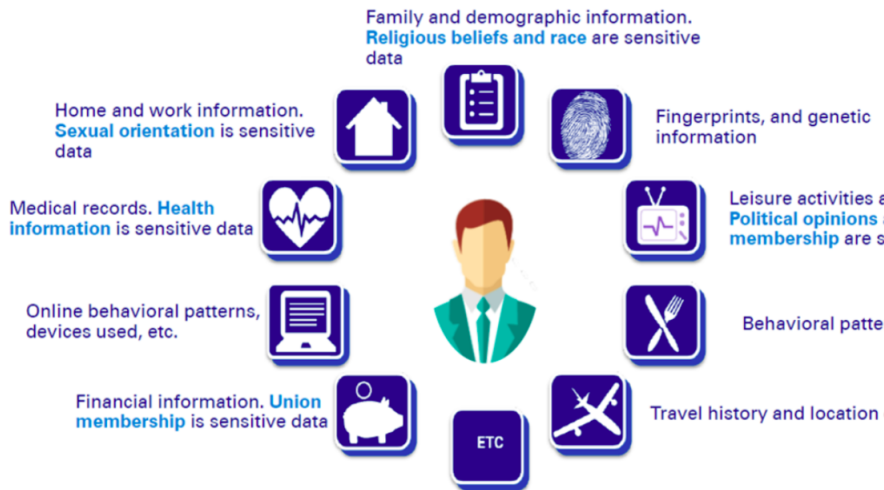 Family and demographic information.
Religious beliefs and race are sensitive
data
Home and work information.
Sexual orientation is sensitive
data
Fingerprints, and genetic
information
Medical records. Health
information is sensitive data
Leisure activities
Political opinions
membership are
Online behavioral patterns,
devices used, etc.
Behavioral
Financial information. Union
membership is sensitive data
Travel history and location
ETC